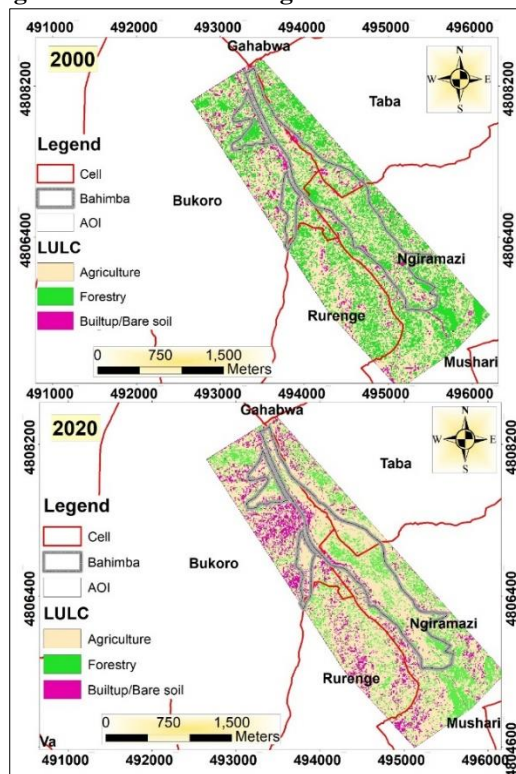 491000 492000 493000 494000 495000 496000
Gahabwa
2000
N
W E
S
4808200
Taba
Legend
Cell
Bahimba
AOI
Bukoro
LULC
Agriculture
Forestry
Builtup/Bare soil
4806400
Ngiramazi
Rurenge
Mushari
0 750 1,500
Meters
491000 492000 493000 494000 495000 496000
Gahabwa
2020
N
W E
S
4808200
Taba
Legend
Cell
Bahimba
AOI
Bukoro
LULC
Agriculture
Forestry
Builtup/Bare soil
4806400
Ngiramazi
Rurenge
Mushari
0 750 1,500
Meters
Va
4804600
491000 492000 493000 494000 495000 496000